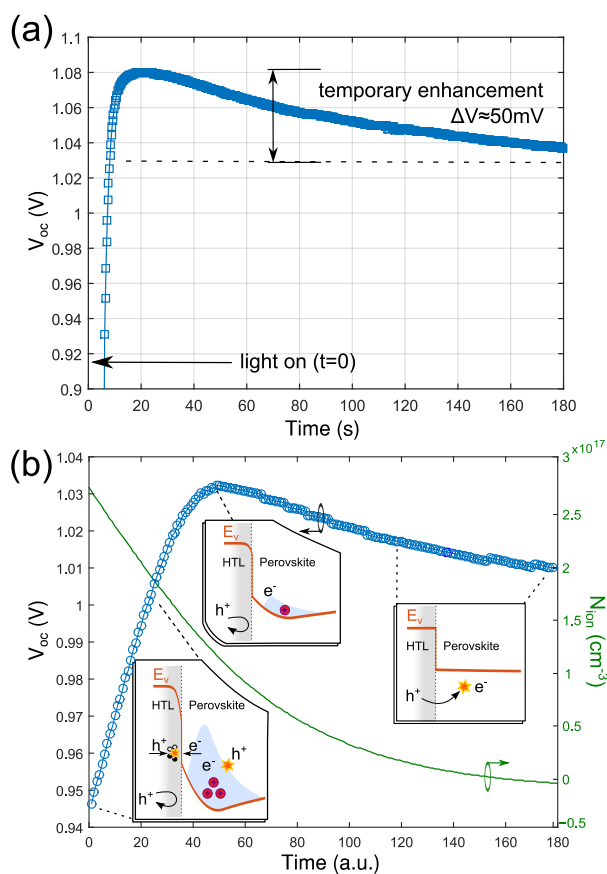 (a)
1.1
1.08
1.06
1.04
1.02
1
0.98
0.96
0.94
0.92
0.9
V_oc (V)
temporary enhancement
ΔV≈50mV
light on (t=0)
0 20 40 60 80 100 120 140 160 180
Time (s)
(b)
1.04
1.03
1.02
1.01
1
0.99
0.98
0.97
0.96
0.95
0.94
V_oc (V)
3×10¹⁷
2.5
2
1.5
1
0.5
0
−0.5
N_ion (cm⁻³)
E_v
HTL Perovskite
e⁻
h⁺
E_v
HTL Perovskite
h⁺ e⁻
E_v
HTL Perovskite
h⁺ e⁻ e⁻ h⁺
h⁺
0 20 40 60 80 100 120 140 160 180
Time (a.u.)